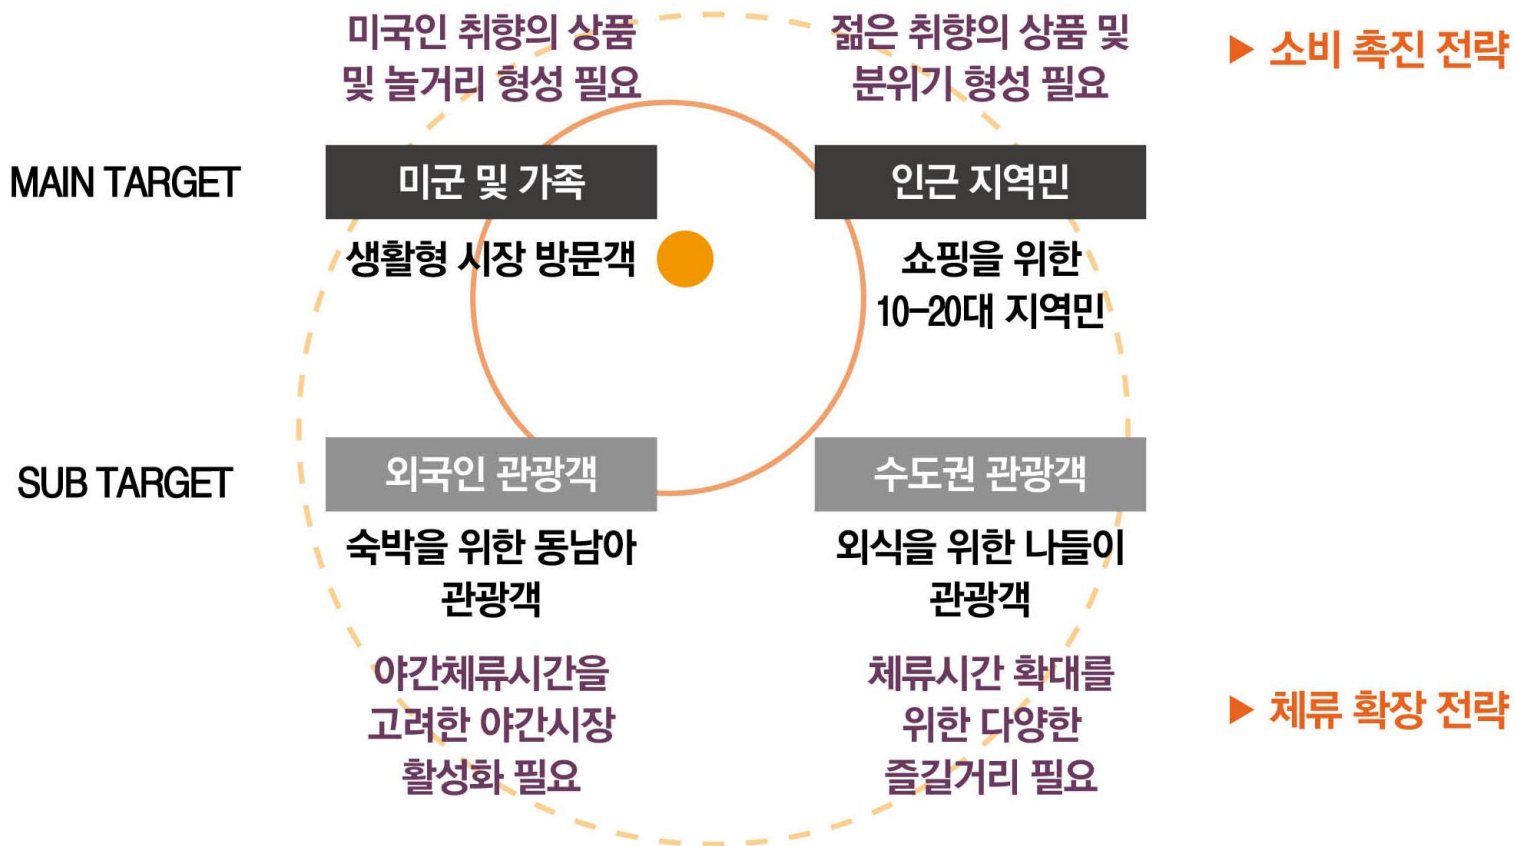 미국인 취향의 상품
및 놀거리 형성 필요
젊은 취향의 상품 및
분위기 형성 필요
▶ 소비 촉진 전략
MAIN TARGET
미군 및 가족
인근 지역민
생활형 시장 방문객
쇼핑을 위한
10-20대 지역민
SUB TARGET
외국인 관광객
수도권 관광객
숙박을 위한 동남아
관광객
외식을 위한 나들이
관광객
야간체류시간을
고려한 야간시장
활성화 필요
체류시간 확대를
위한 다양한
즐길거리 필요
▶ 체류 확장 전략